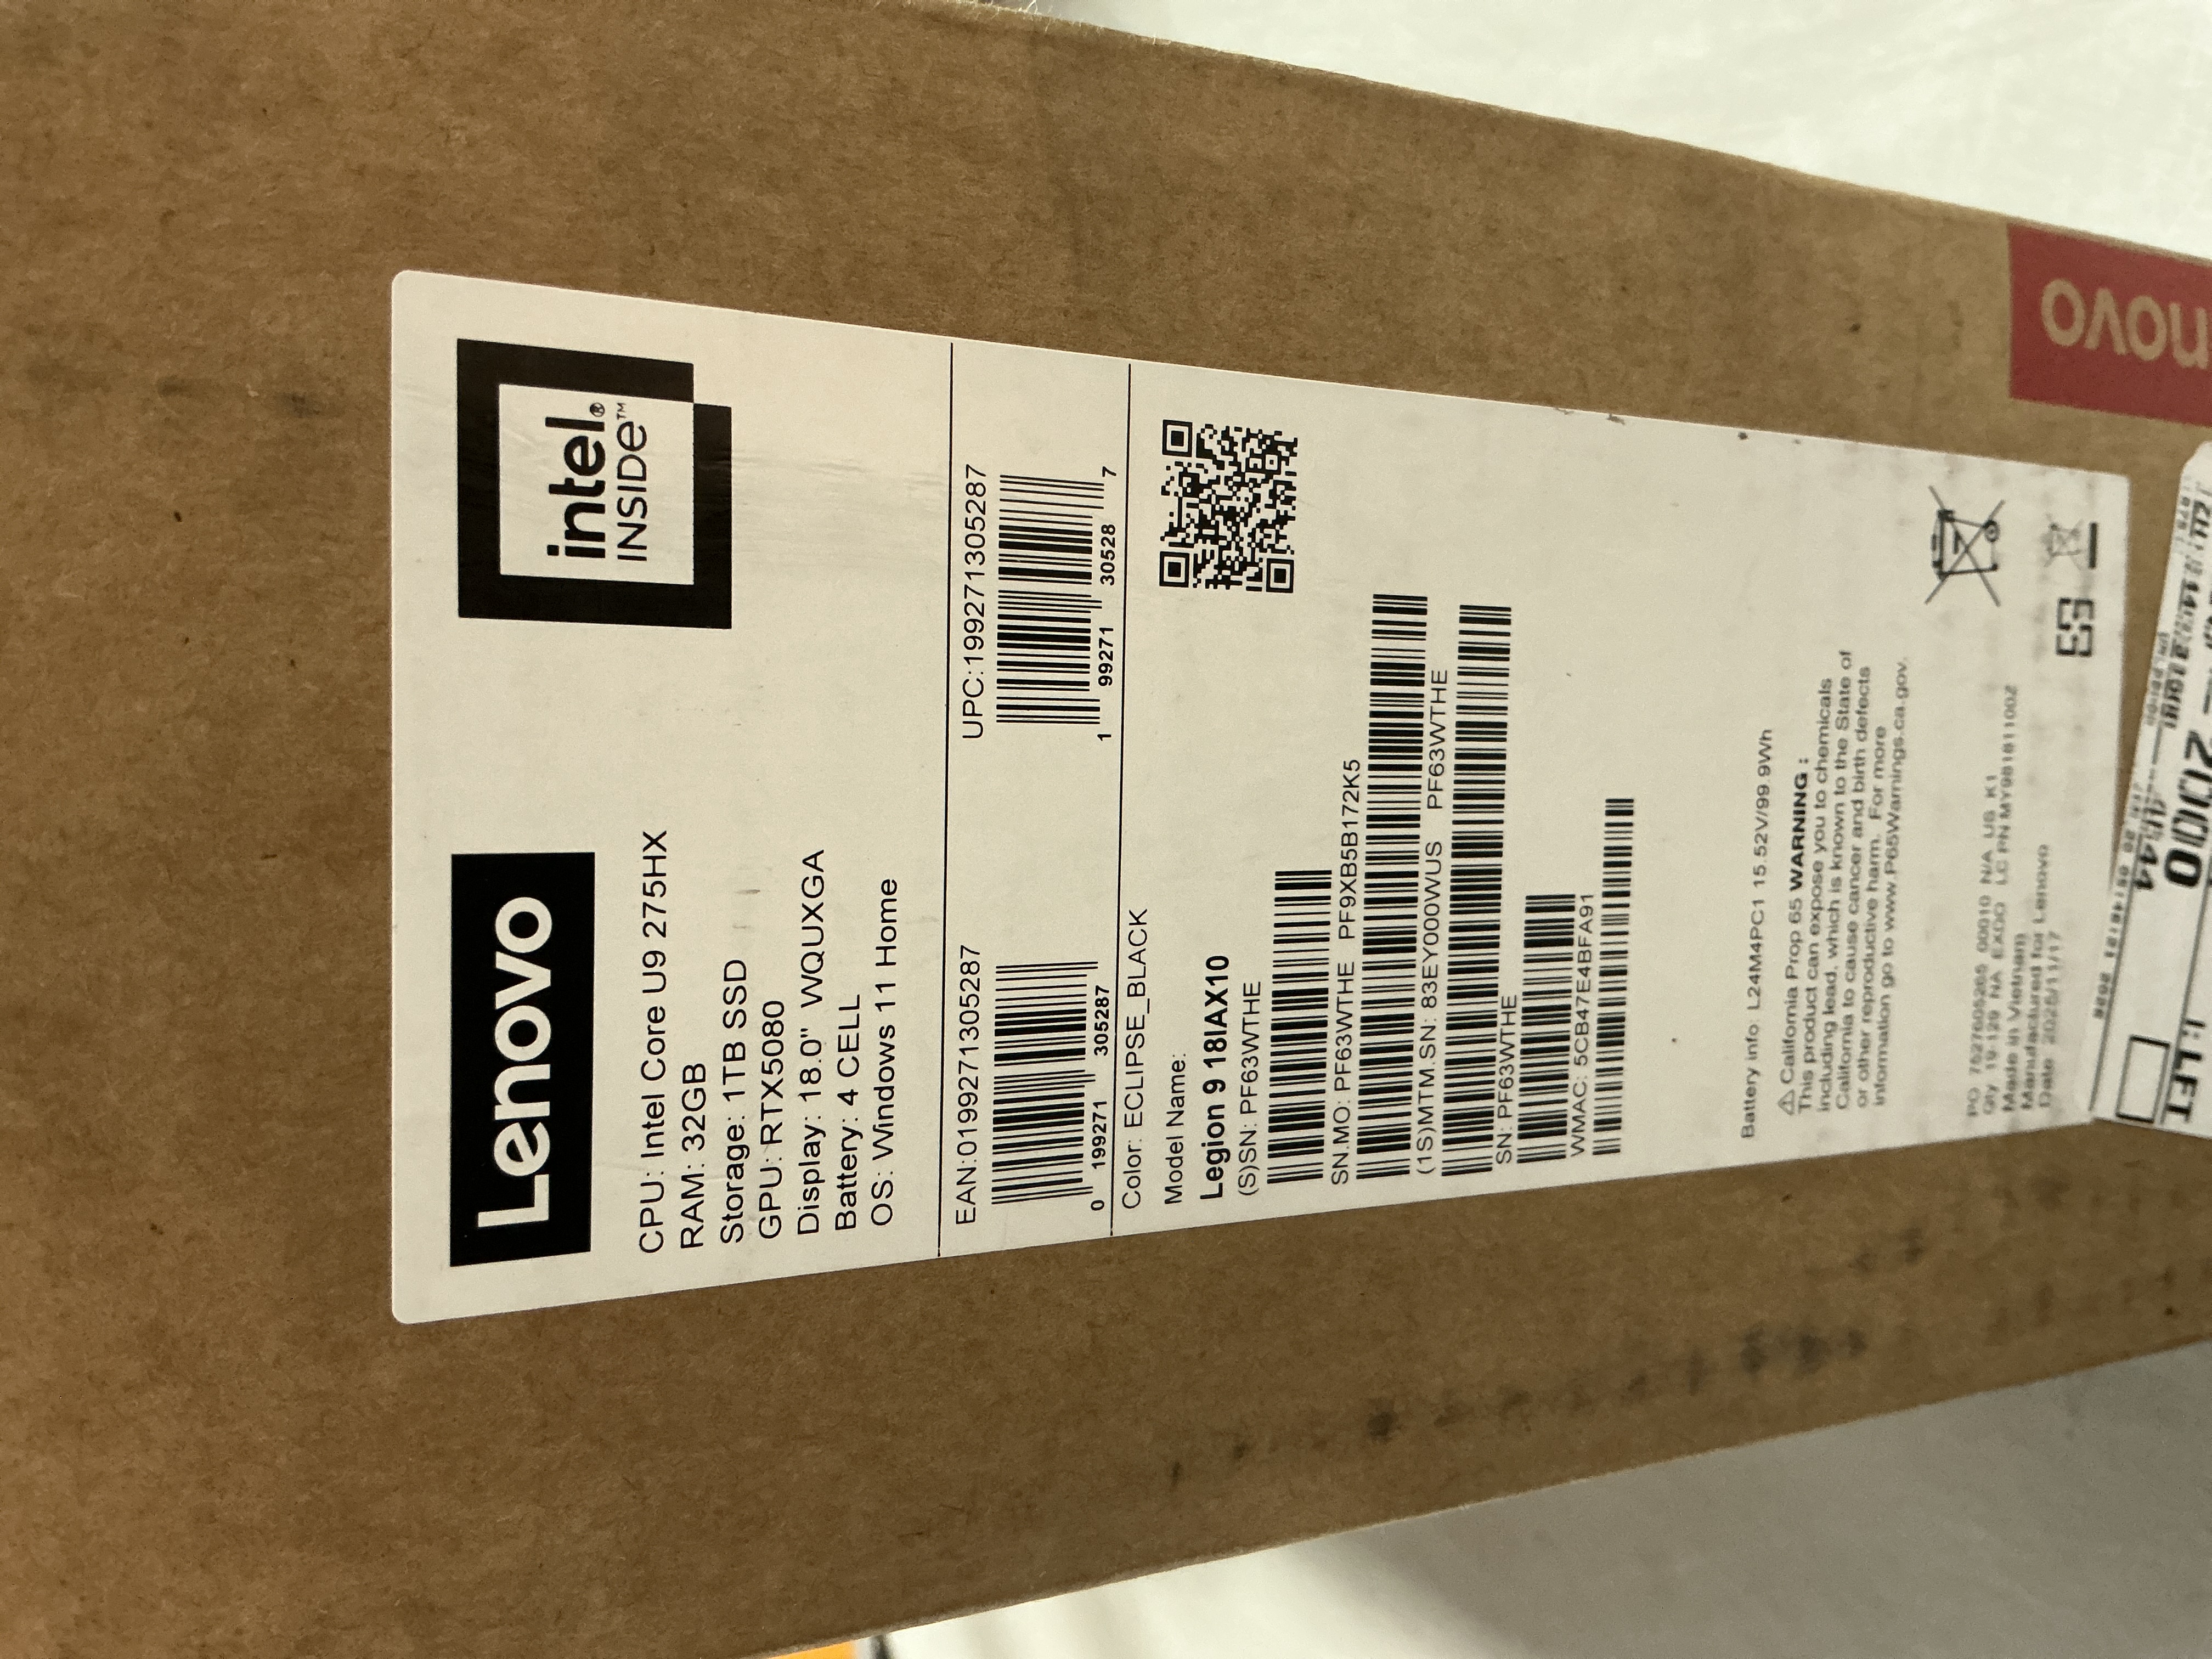 Lenovo
intel®
INSIDE™
CPU: Intel Core U9 275HX
RAM: 32GB
Storage: 1TB SSD
GPU: RTX5080
Display: 18.0" WQUXGA
Battery: 4 CELL
OS: Windows 11 Home
EAN:0199271305287
0 199271 305287
UPC:199271305287
1 99271 30528 7
Color: ECLIPSE_BLACK
Model Name:
Legion 9 18IAX10
(S)SN: PF63WTHE
SN.MO: PF63WTHE PF9XB5B172K5
(1S)MTM.SN: 83EY000WUS PF63WTHE
SN: PF63WTHE
WMAC: 5CB47E4BFA91
Battery info: L24M4PC1 15.52V/99.9Wh
⚠ California Prop 65 WARNING :
This product can expose you to chemicals
including lead, which is known to the State of
California to cause cancer and birth defects
or other reproductive harm. For more
information go to www.P65Warnings.ca.gov.
NA US K1
Made in Vietnam
Manufactured for Lenovo
novo
2000